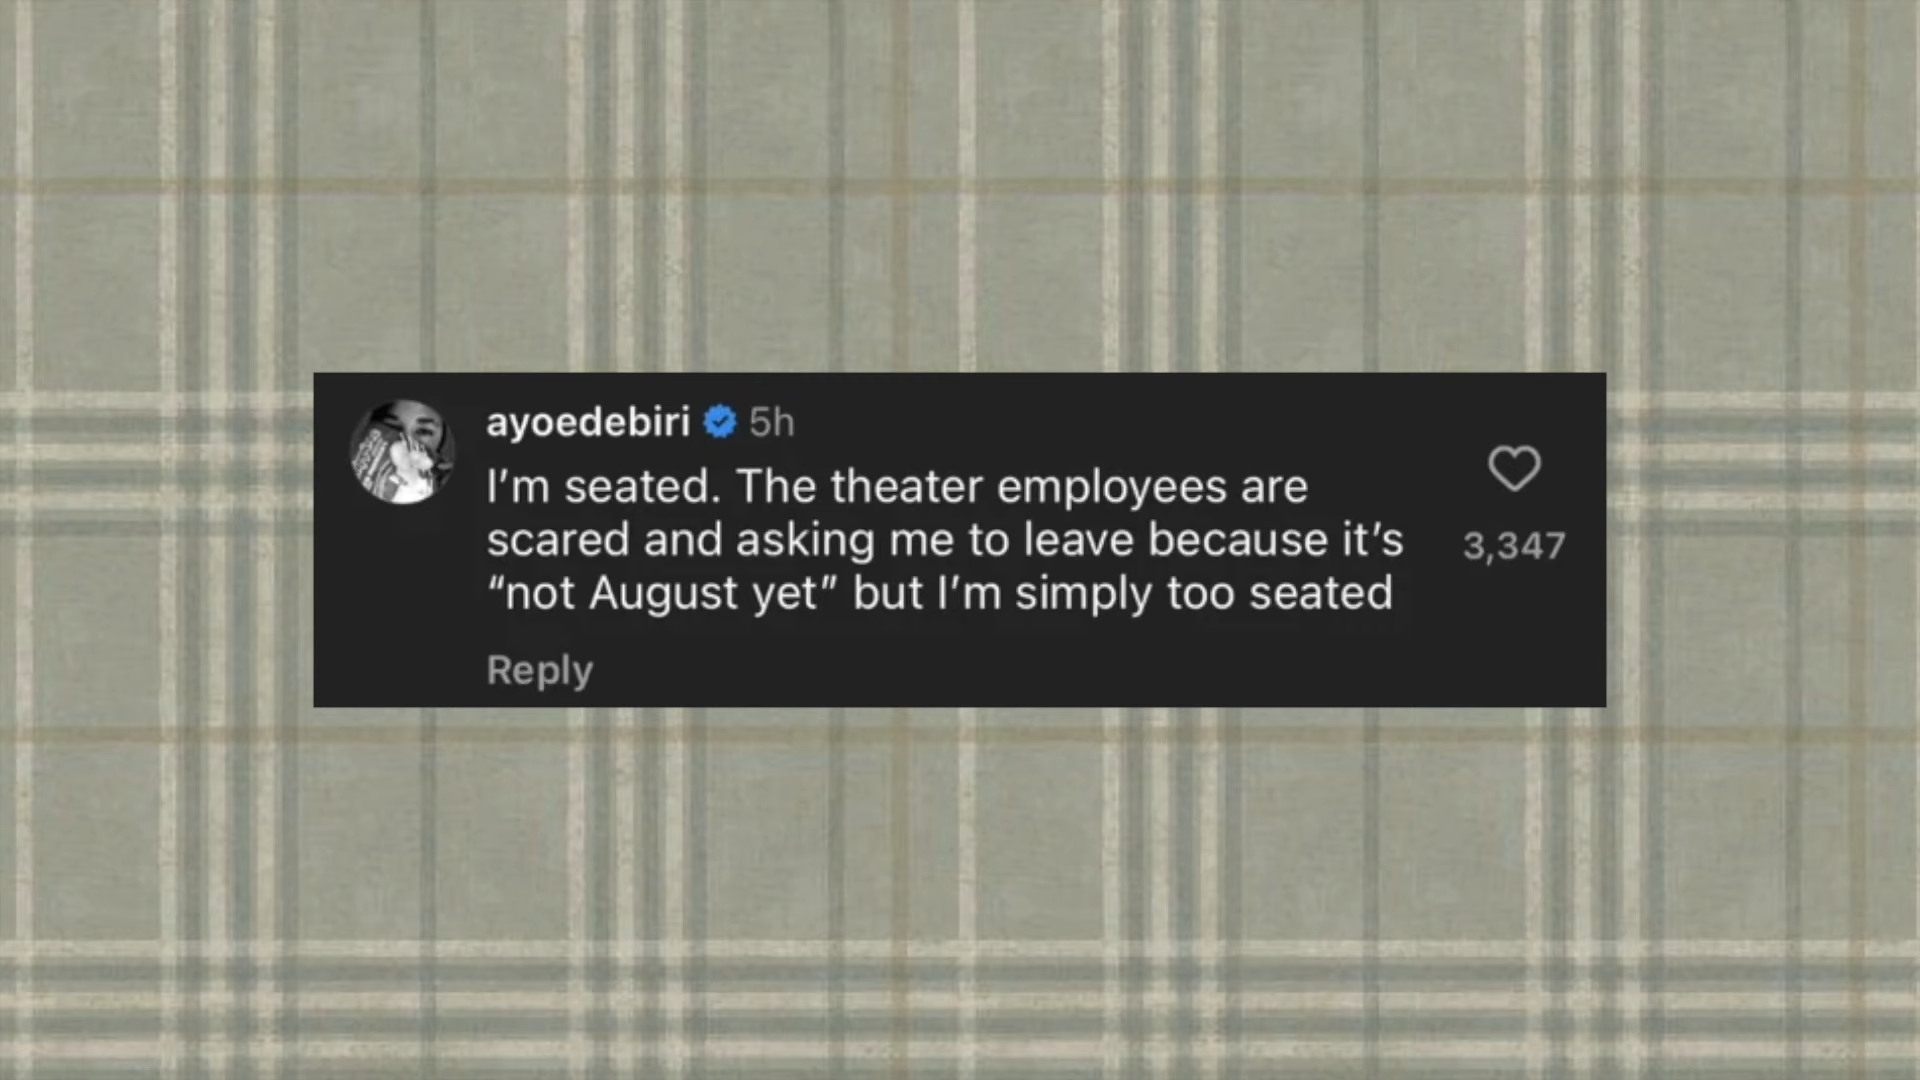 ayoedebiri 5h
I’m seated. The theater employees are
scared and asking me to leave because it’s
“not August yet” but I’m simply too seated
3,347
Reply